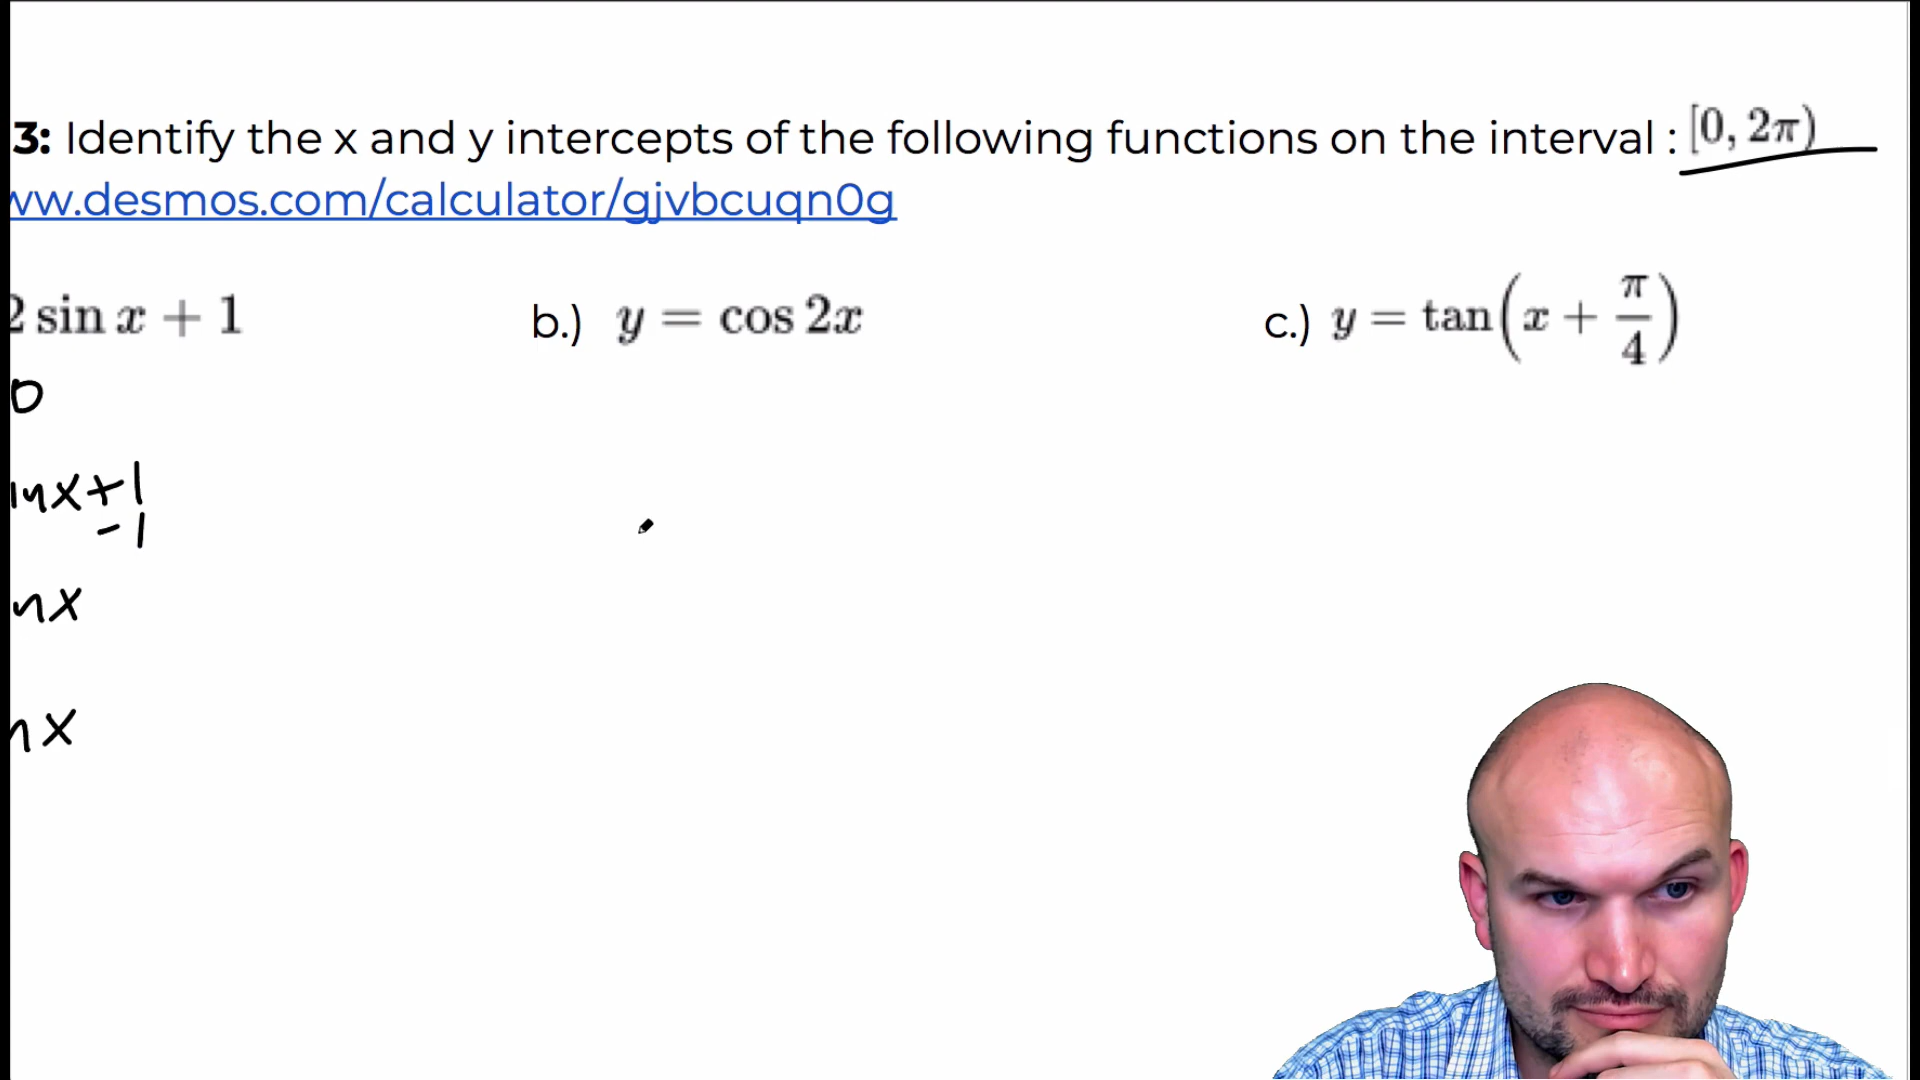 3: Identify the x and y intercepts of the following functions on the interval : [0, 2π)
ww.desmos.com/calculator/gjvbcuqn0g
2 sin x + 1
b.) y = cos 2x
c.) y = tan(x + π/4)
0
inx+1
-1
nx
nx